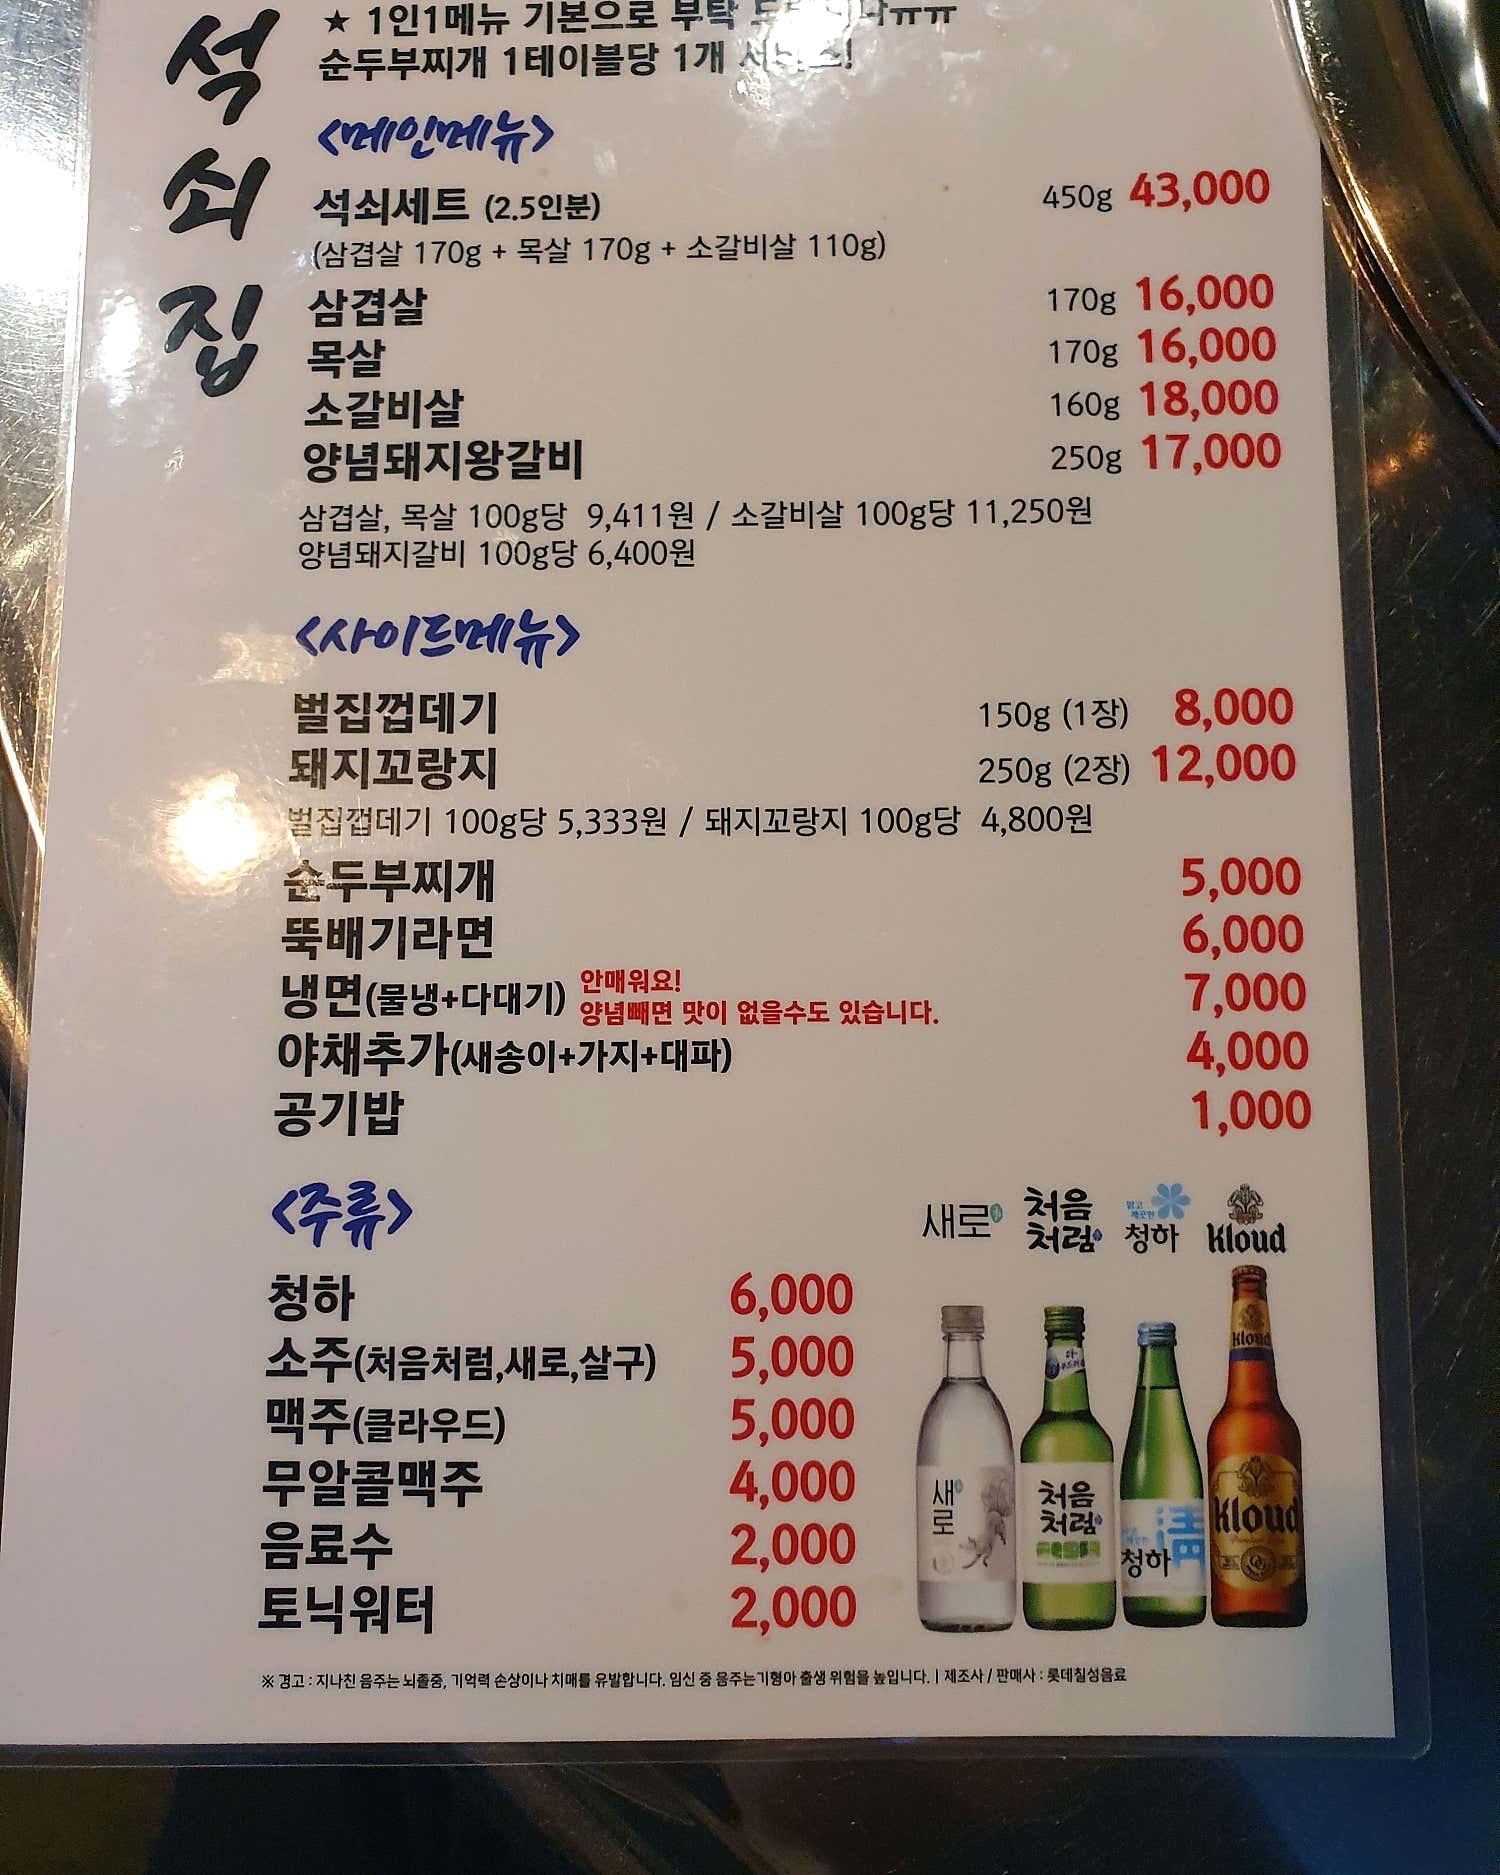 석쇠집
★ 1인1메뉴 기본으로 부탁
순두부찌개 1테이블당 1개 서비스!
<메인메뉴>
석쇠세트 (2.5인분) 450g 43,000
(삼겹살 170g + 목살 170g + 소갈비살 110g)
삼겹살 170g 16,000
목살 170g 16,000
소갈비살 160g 18,000
양념돼지왕갈비 250g 17,000
삼겹살, 목살 100g당 9,411원 / 소갈비살 100g당 11,250원
양념돼지갈비 100g당 6,400원
<사이드메뉴>
벌집껍데기 150g (1장) 8,000
돼지꼬랑지 250g (2장) 12,000
벌집껍데기 100g당 5,333원 / 돼지꼬랑지 100g당 4,800원
순두부찌개 5,000
뚝배기라면 6,000
냉면(물냉+다대기) 안매워요! 7,000
양념빼면 맛이 없을수도 있습니다.
야채추가(새송이+가지+대파) 4,000
공기밥 1,000
<주류>
새로 처음처럼 맑고 깨끗한 청하 Kloud
청하 6,000
소주(처음처럼,새로,살구) 5,000
맥주(클라우드) 5,000
무알콜맥주 4,000
음료수 2,000
토닉워터 2,000
새로 처음처럼 淸 청하 Kloud Kloud
※ 경고 : 지나친 음주는 뇌졸중, 기억력 손상이나 치매를 유발합니다. 임신 중 음주는 기형아 출생 위험을 높입니다. | 제조사 / 판매사 : 롯데칠성음료